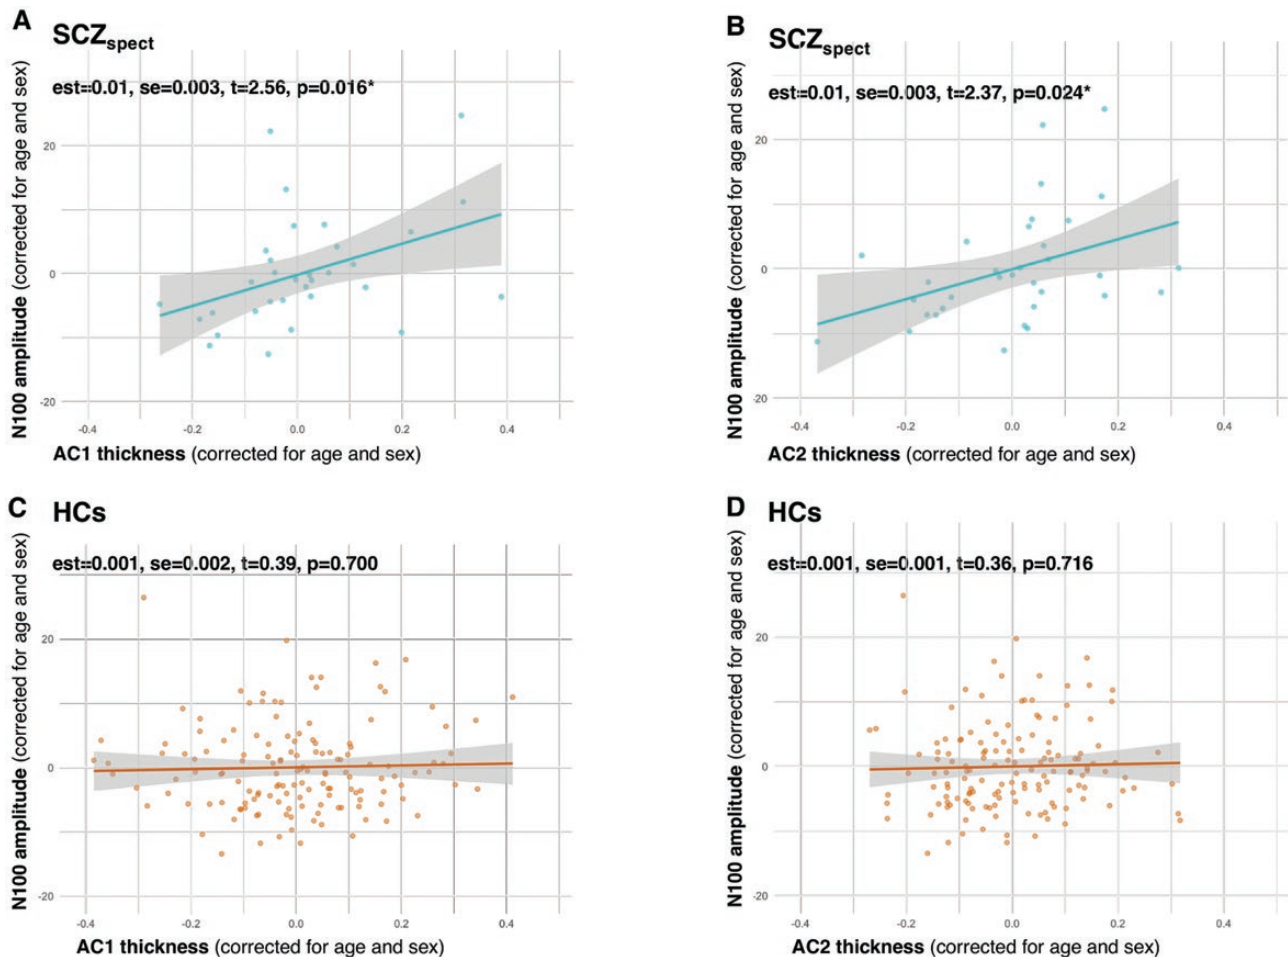 A
SCZspect
est=0.01, se=0.003, t=2.56, p=0.016*
N100 amplitude (corrected for age and sex)
20
0
-20
-0.4 -0.2 0.0 0.2 0.4
AC1 thickness (corrected for age and sex)
B
SCZspect
est=0.01, se=0.003, t=2.37, p=0.024*
N100 amplitude (corrected for age and sex)
20
0
-20
-0.4 -0.2 0.0 0.2 0.4
AC2 thickness (corrected for age and sex)
C
HCs
est=0.001, se=0.002, t=0.39, p=0.700
N100 amplitude (corrected for age and sex)
20
0
-20
-0.4 -0.2 0.0 0.2 0.4
AC1 thickness (corrected for age and sex)
D
HCs
est=0.001, se=0.001, t=0.36, p=0.716
N100 amplitude (corrected for age and sex)
20
0
-20
-0.4 -0.2 0.0 0.2 0.4
AC2 thickness (corrected for age and sex)